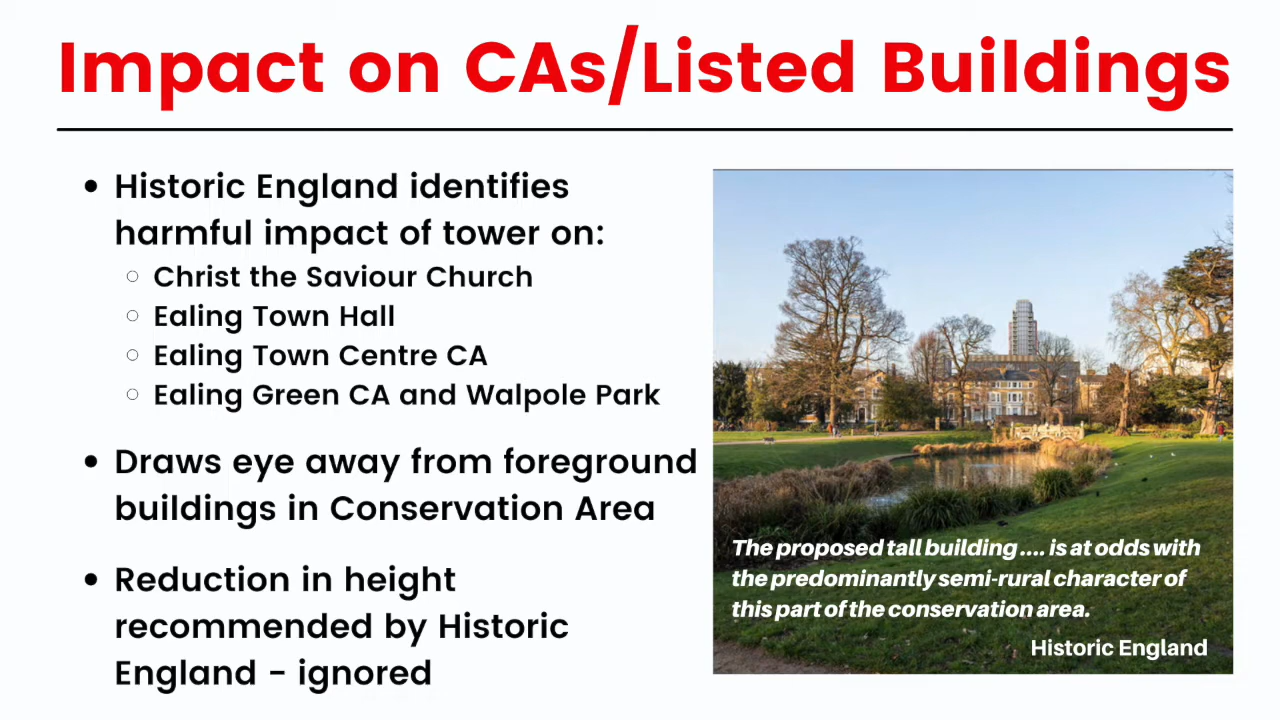 Impact on CAs/Listed Buildings
Historic England identifies
harmful impact of tower on:
Christ the Saviour Church
Ealing Town Hall
Ealing Town Centre CA
Ealing Green CA and Walpole Park
Draws eye away from foreground
buildings in Conservation Area
Reduction in height
recommended by Historic
England - ignored
The proposed tall building .... is at odds with
the predominantly semi-rural character of
this part of the conservation area.
Historic England